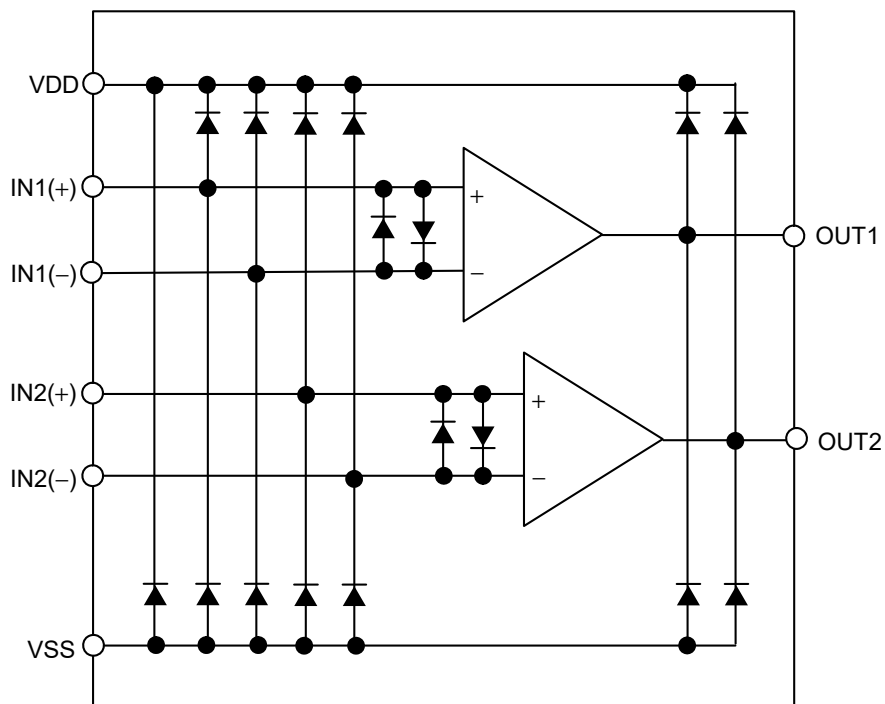 VDD
IN1(+)
+
OUT1
IN1(−)
−
IN2(+)
+
OUT2
IN2(−)
−
VSS